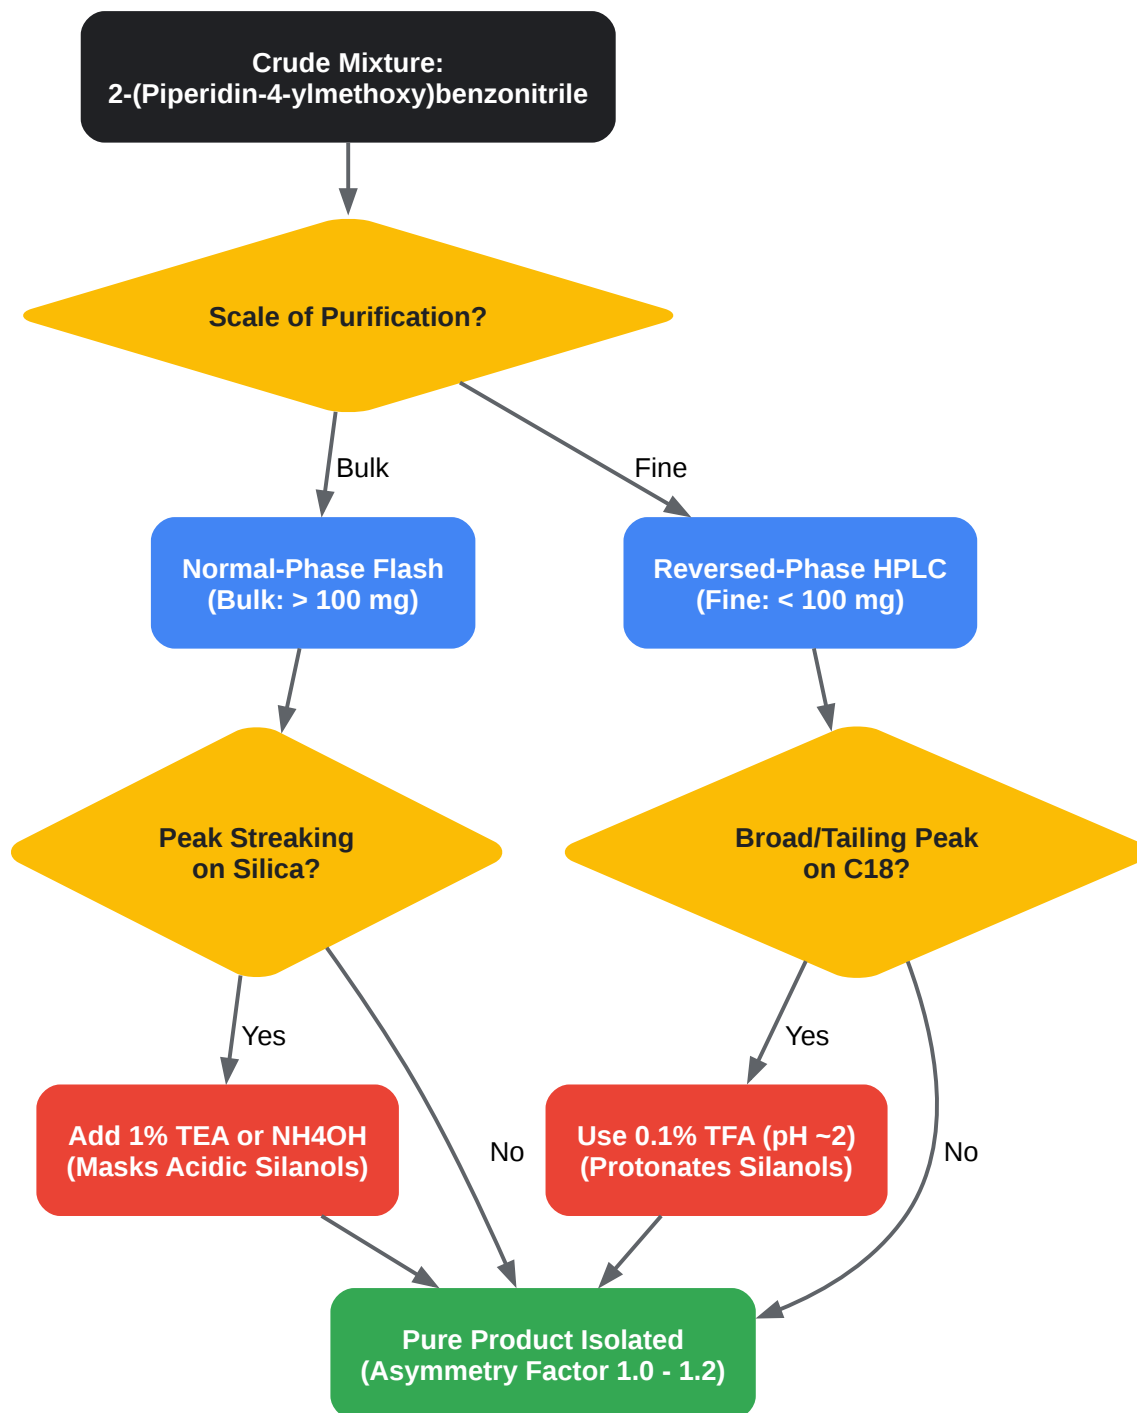 Crude Mixture:
2-(Piperidin-4-ylmethoxy)benzonitrile
Scale of Purification?
Bulk
Fine
Normal-Phase Flash
(Bulk: > 100 mg)
Reversed-Phase HPLC
(Fine: < 100 mg)
Peak Streaking
on Silica?
Broad/Tailing Peak
on C18?
Yes
Yes
Add 1% TEA or NH4OH
(Masks Acidic Silanols)
No
Use 0.1% TFA (pH ~2)
(Protonates Silanols)
No
Pure Product Isolated
(Asymmetry Factor 1.0 - 1.2)